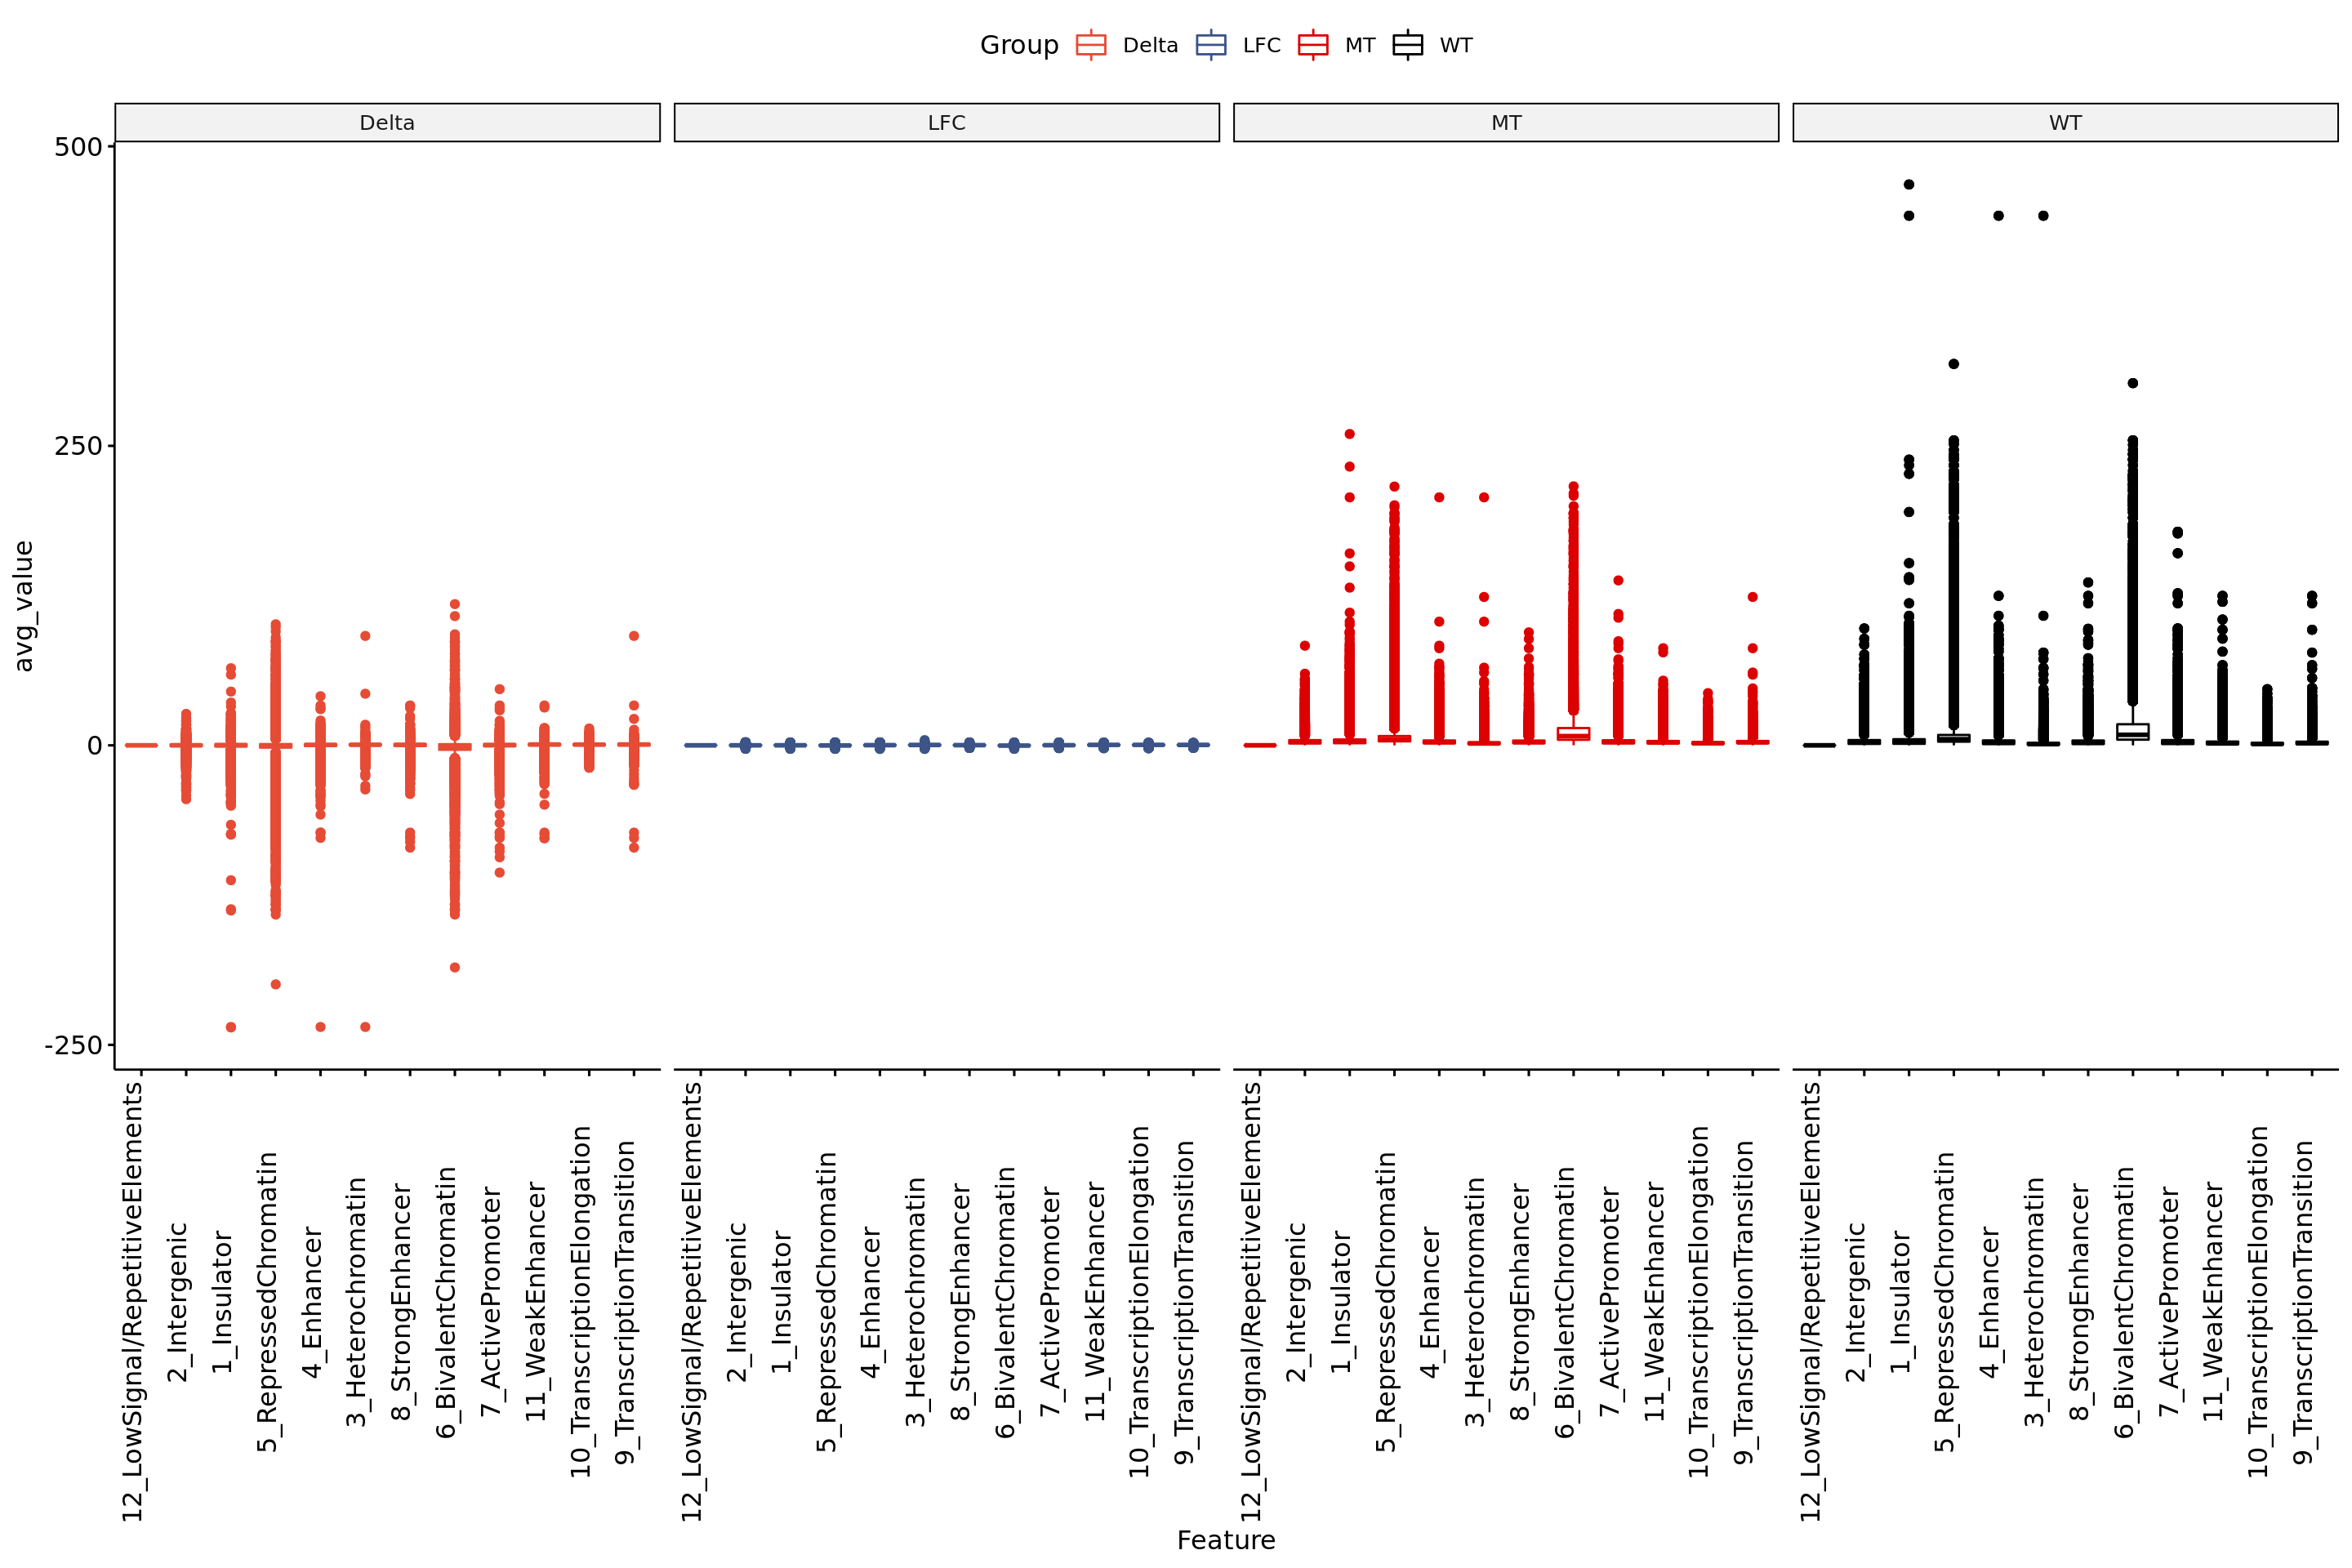 Group Delta LFC MT WT
Delta LFC MT WT
500
250
0
-250
avg_value
12_LowSignal/RepetitiveElements
2_Intergenic
1_Insulator
5_RepressedChromatin
4_Enhancer
3_Heterochromatin
8_StrongEnhancer
6_BivalentChromatin
7_ActivePromoter
11_WeakEnhancer
10_TranscriptionElongation
9_TranscriptionTransition
12_LowSignal/RepetitiveElements
2_Intergenic
1_Insulator
5_RepressedChromatin
4_Enhancer
3_Heterochromatin
8_StrongEnhancer
6_BivalentChromatin
7_ActivePromoter
11_WeakEnhancer
10_TranscriptionElongation
9_TranscriptionTransition
12_LowSignal/RepetitiveElements
2_Intergenic
1_Insulator
5_RepressedChromatin
4_Enhancer
3_Heterochromatin
8_StrongEnhancer
6_BivalentChromatin
7_ActivePromoter
11_WeakEnhancer
10_TranscriptionElongation
9_TranscriptionTransition
12_LowSignal/RepetitiveElements
2_Intergenic
1_Insulator
5_RepressedChromatin
4_Enhancer
3_Heterochromatin
8_StrongEnhancer
6_BivalentChromatin
7_ActivePromoter
11_WeakEnhancer
10_TranscriptionElongation
9_TranscriptionTransition
Feature